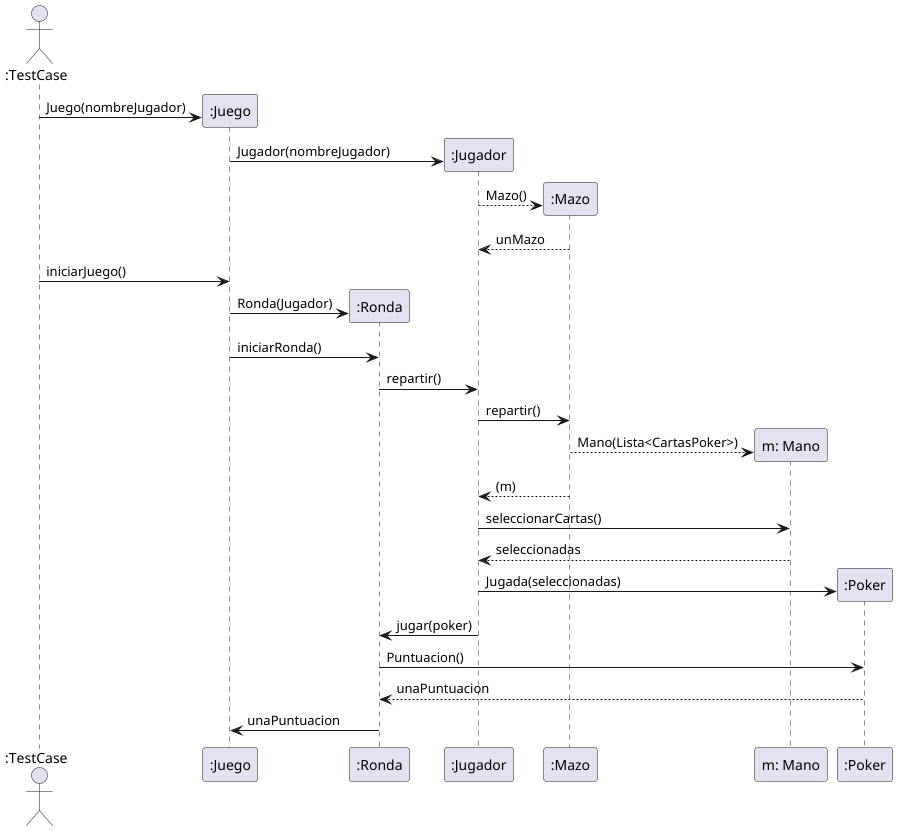 :TestCase
Juego(nombreJugador)
:Juego
Jugador(nombreJugador)
:Jugador
Mazo()
:Mazo
unMazo
iniciarJuego()
Ronda(Jugador)
:Ronda
iniciarRonda()
repartir()
repartir()
Mano(Lista<CartasPoker>)
m: Mano
(m)
seleccionarCartas()
seleccionadas
Jugada(seleccionadas)
:Poker
jugar(poker)
Puntuacion()
unaPuntuacion
unaPuntuacion
:TestCase
:Juego
:Ronda
:Jugador
:Mazo
m: Mano
:Poker